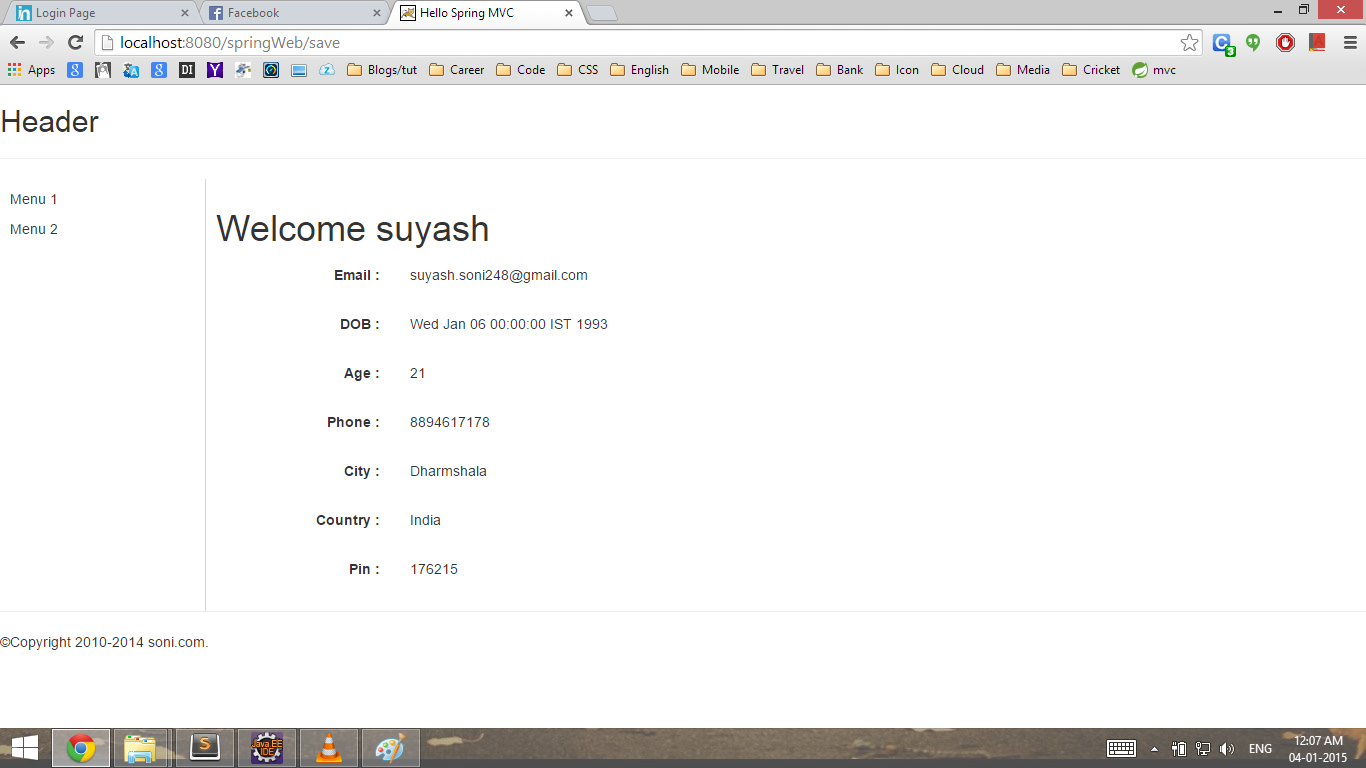 Login Page
Facebook
Hello Spring MVC
localhost:8080/springWeb/save
Apps Blogs/tut Career Code CSS English Mobile Travel Bank Icon Cloud Media Cricket mvc
Header
Menu 1
Menu 2
Welcome suyash
Email : suyash.soni248@gmail.com
DOB : Wed Jan 06 00:00:00 IST 1993
Age : 21
Phone : 8894617178
City : Dharmshala
Country : India
Pin : 176215
©Copyright 2010-2014 soni.com.
Java EE IDE
ENG
12:07 AM
04-01-2015